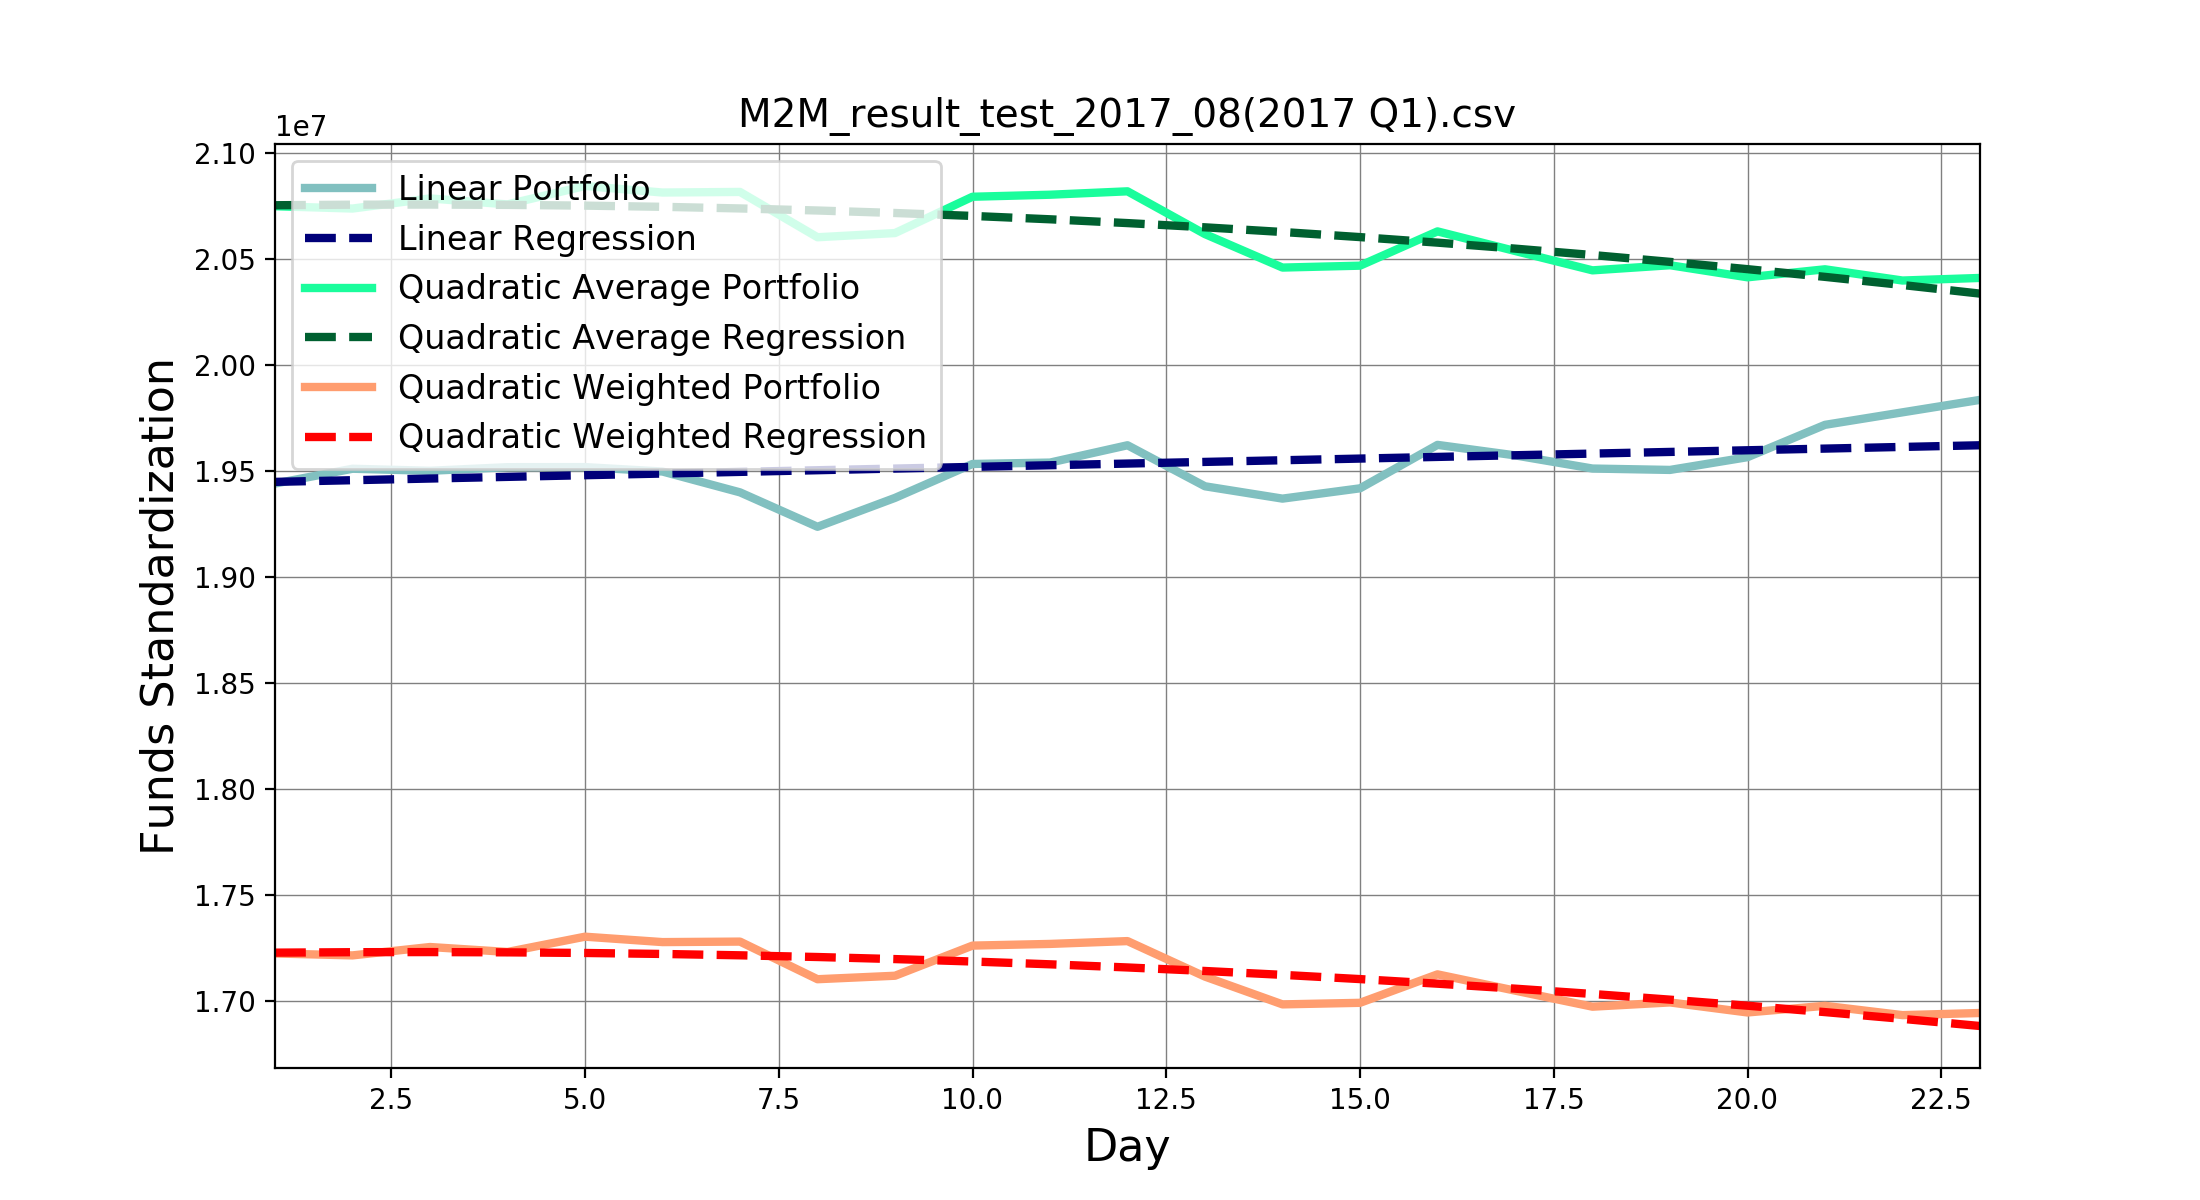 M2M_result_test_2017_08(2017 Q1).csv
1e7
2.10
2.05
2.00
1.95
1.90
1.85
1.80
1.75
1.70
Funds Standardization
Linear Portfolio
Linear Regression
Quadratic Average Portfolio
Quadratic Average Regression
Quadratic Weighted Portfolio
Quadratic Weighted Regression
2.5 5.0 7.5 10.0 12.5 15.0 17.5 20.0 22.5
Day